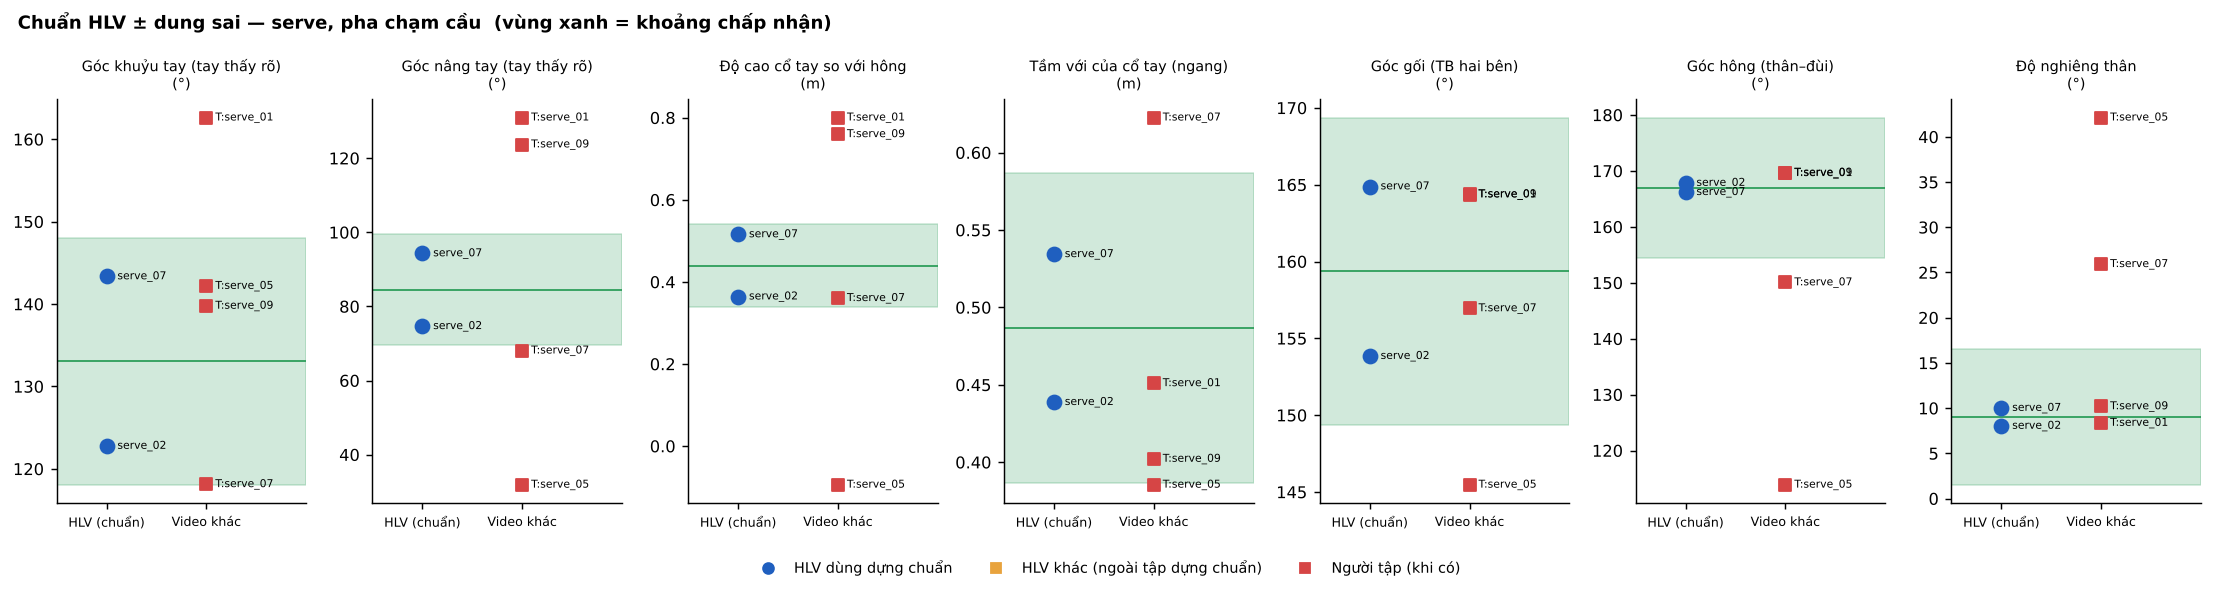 Chuẩn HLV ± dung sai — serve, pha chạm cầu (vùng xanh = khoảng chấp nhận)
Góc khuỷu tay (tay thấy rõ)
(°)
160
150
140
130
120
T:serve_01
serve_07
T:serve_05
T:serve_09
serve_02
T:serve_07
HLV (chuẩn)
Video khác
Góc nâng tay (tay thấy rõ)
(°)
120
100
80
60
40
T:serve_01
T:serve_09
serve_07
serve_02
T:serve_07
T:serve_05
HLV (chuẩn)
Video khác
Độ cao cổ tay so với hông
(m)
0.8
0.6
0.4
0.2
0.0
T:serve_01
T:serve_09
serve_07
serve_02
T:serve_07
T:serve_05
HLV (chuẩn)
Video khác
Tầm với của cổ tay (ngang)
(m)
0.60
0.55
0.50
0.45
0.40
T:serve_07
serve_07
T:serve_01
serve_02
T:serve_09
T:serve_05
HLV (chuẩn)
Video khác
Góc gối (TB hai bên)
(°)
170
165
160
155
150
145
serve_07
T:serve_07
serve_02
T:serve_05
HLV (chuẩn)
Video khác
Góc hông (thân–đùi)
(°)
180
170
160
150
140
130
120
serve_02
serve_07
T:serve_07
T:serve_05
HLV (chuẩn)
Video khác
Độ nghiêng thân
(°)
40
35
30
25
20
15
10
5
0
T:serve_05
T:serve_07
serve_07
T:serve_09
serve_02
T:serve_01
HLV (chuẩn)
Video khác
HLV dùng dựng chuẩn
HLV khác (ngoài tập dựng chuẩn)
Người tập (khi có)